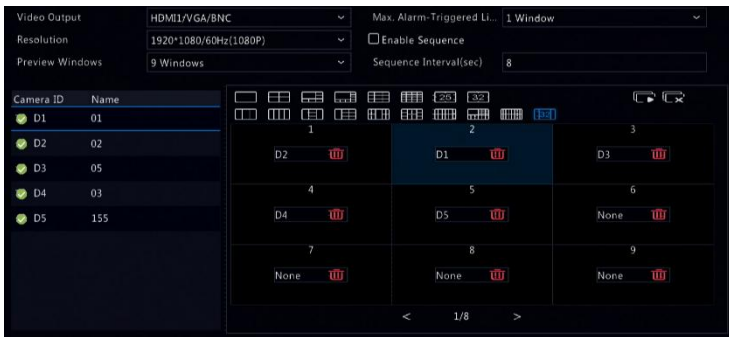 Video Output HDMI1/VGA/BNC Max. Alarm-Triggered Li... 1 Window
Resolution 1920*1080/60Hz(1080P) Enable Sequence
Preview Windows 9 Windows Sequence Interval(sec) 8
Camera ID Name
D1 01
D2 02
D3 05
D4 03
D5 155
25 32
1 2 3
D2 D1 D3
4 5 6
D4 D5 None
7 8 9
None None None
< 1/8 >